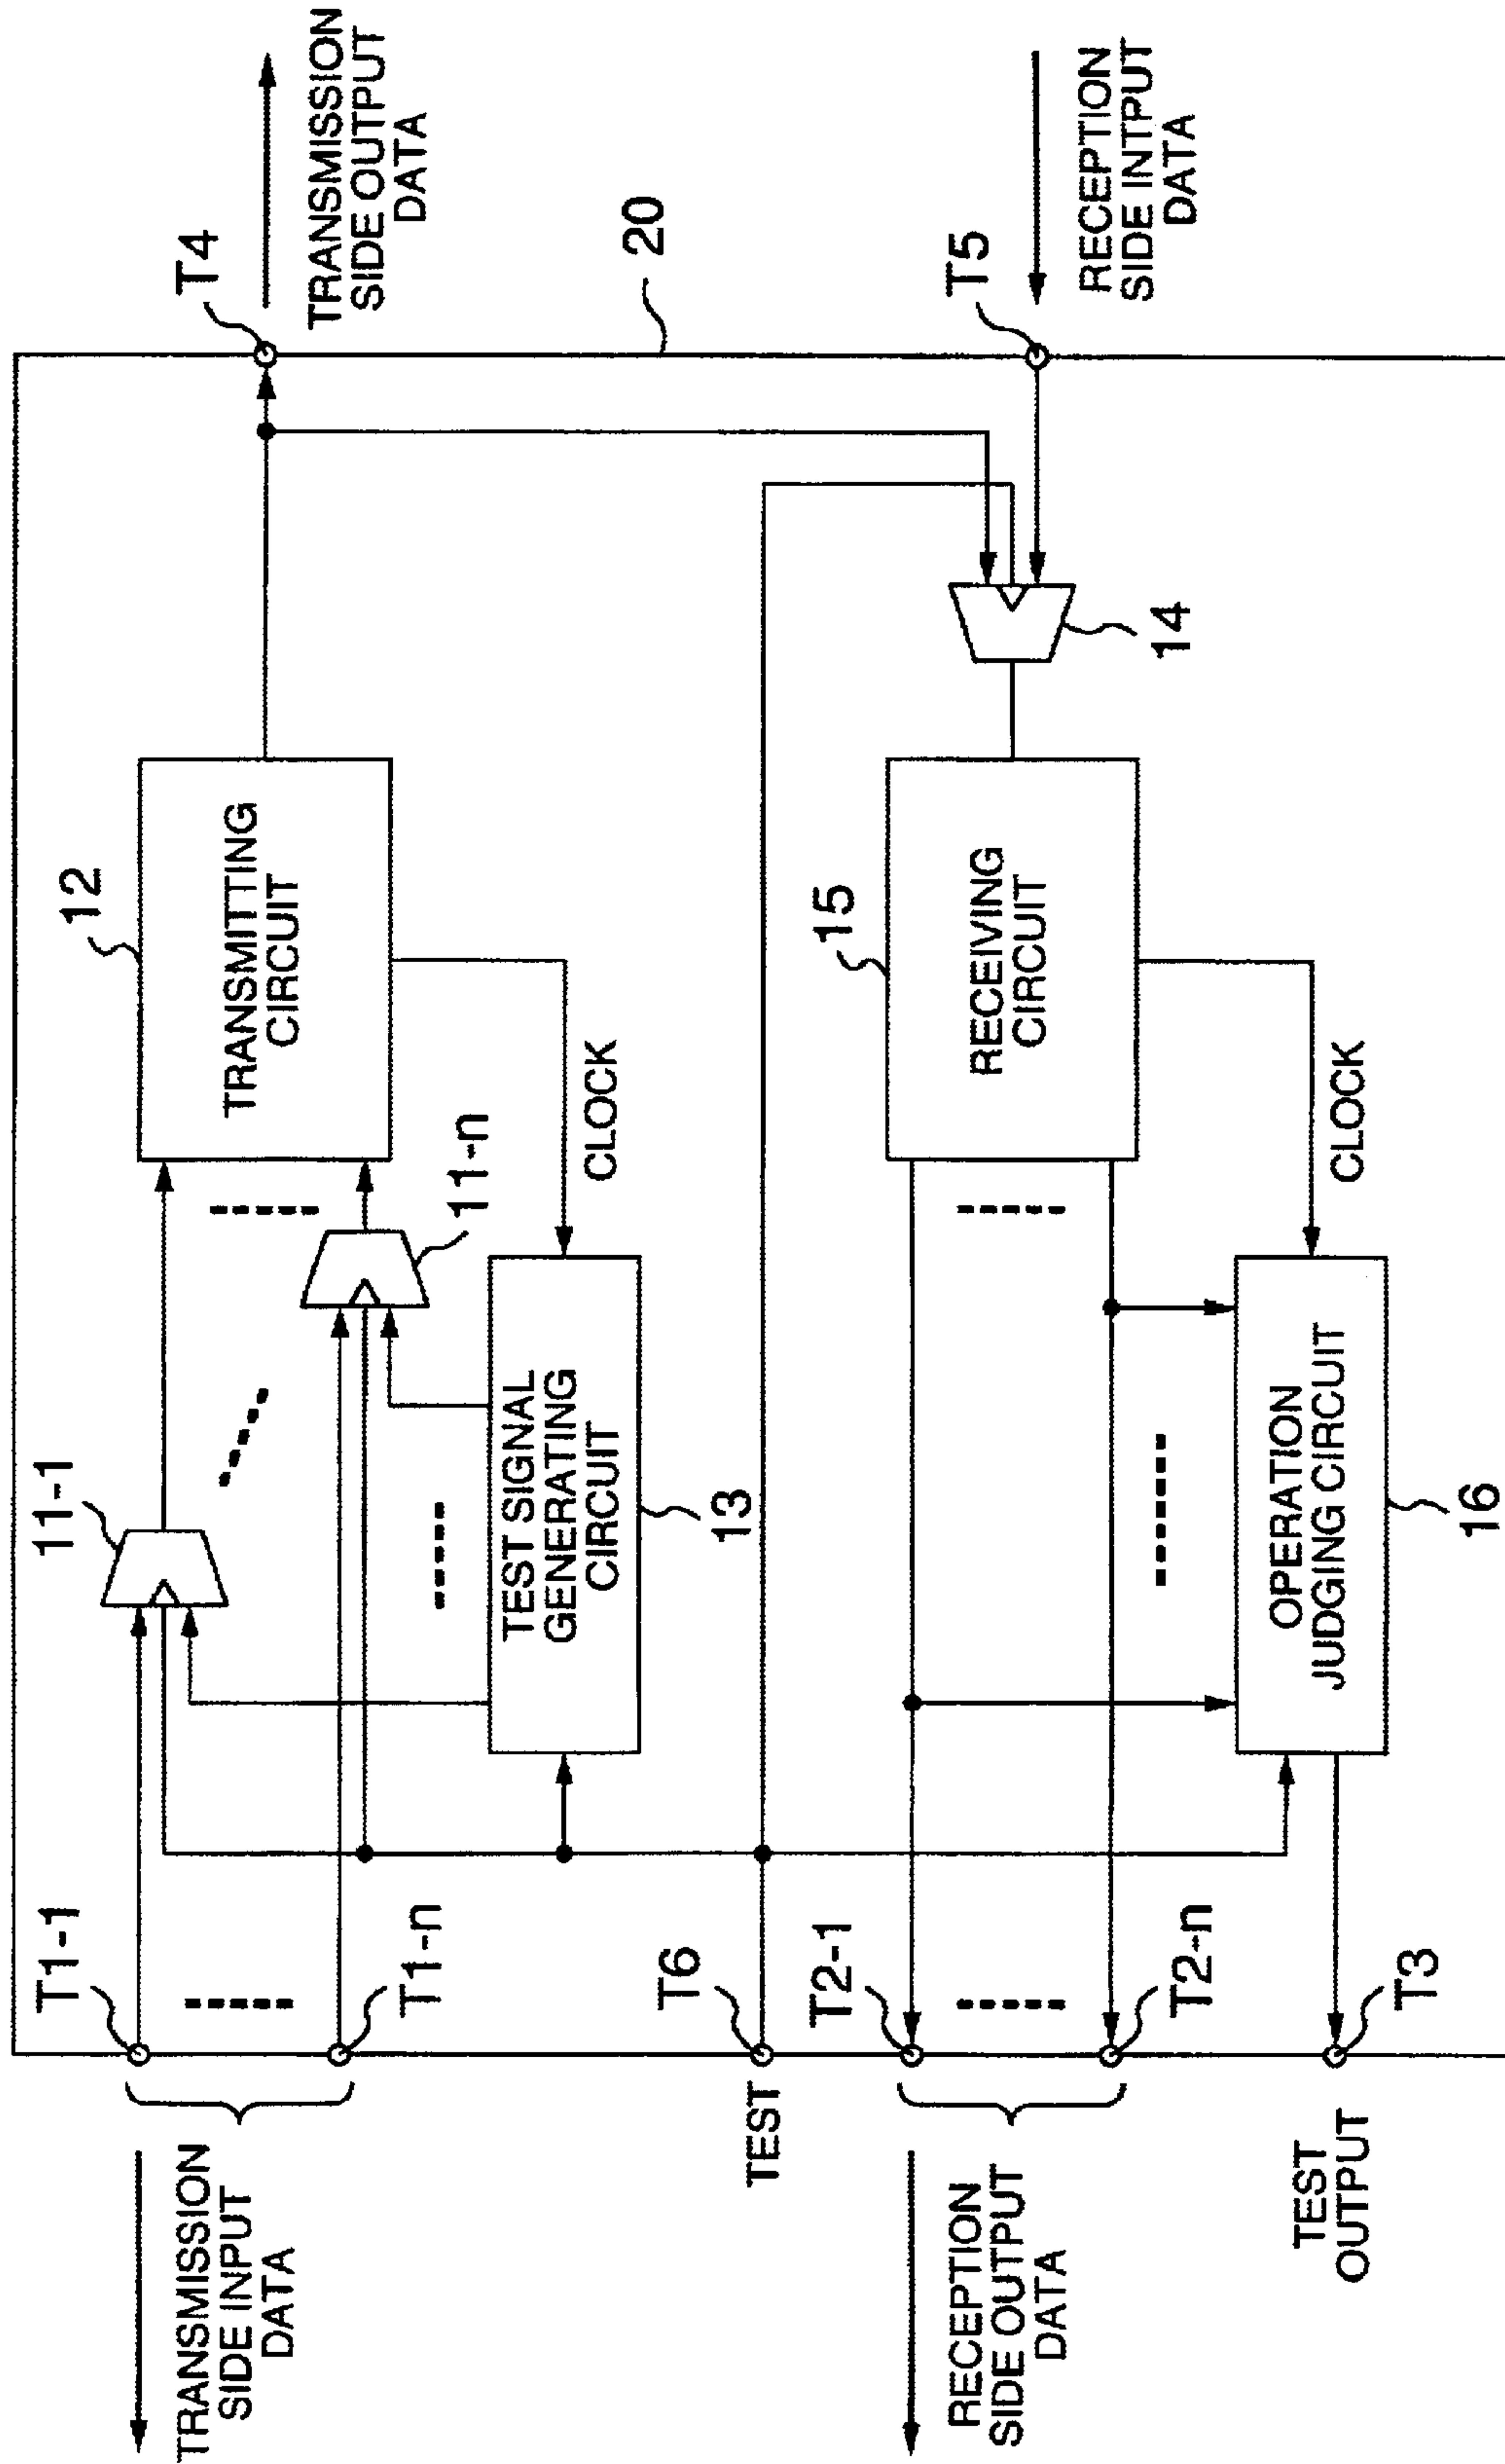 TRANSMISSION
SIDE INPUT
DATA
T1-1
T1-n
11-1
11-n
12
TRANSMITTING
CIRCUIT
T4
TRANSMISSION
SIDE OUTPUT
DATA
TEST SIGNAL
GENERATING
CIRCUIT
13
CLOCK
20
TEST
T6
RECEPTION
SIDE OUTPUT
DATA
T2-1
T2-n
15
RECEIVING
CIRCUIT
14
T5
RECEPTION
SIDE INTPUT
DATA
TEST
OUTPUT
T3
OPERATION
JUDGING CIRCUIT
16
CLOCK